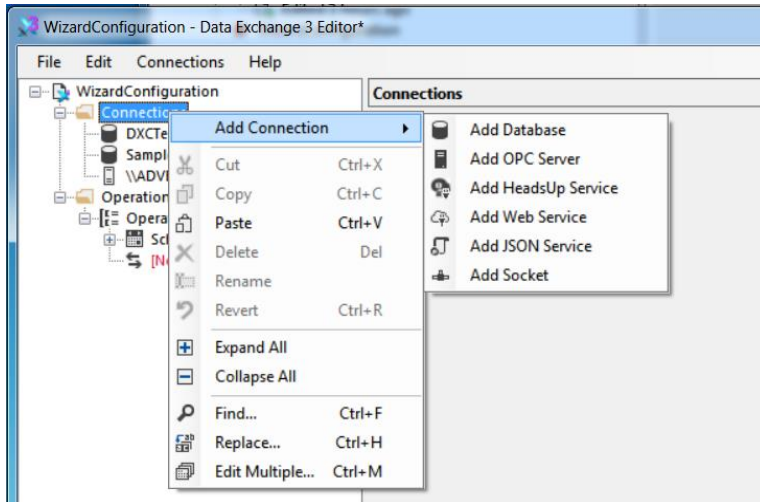 WizardConfiguration - Data Exchange 3 Editor*
File Edit Connections Help
WizardConfiguration
Connections
Connections
DXCTe
Sampl
\\ADV
Operation
Opera
Sc
[N
Add Connection
Cut Ctrl+X
Copy Ctrl+C
Paste Ctrl+V
Delete Del
Rename
Revert Ctrl+R
Expand All
Collapse All
Find... Ctrl+F
Replace... Ctrl+H
Edit Multiple... Ctrl+M
Add Database
Add OPC Server
Add HeadsUp Service
Add Web Service
Add JSON Service
Add Socket